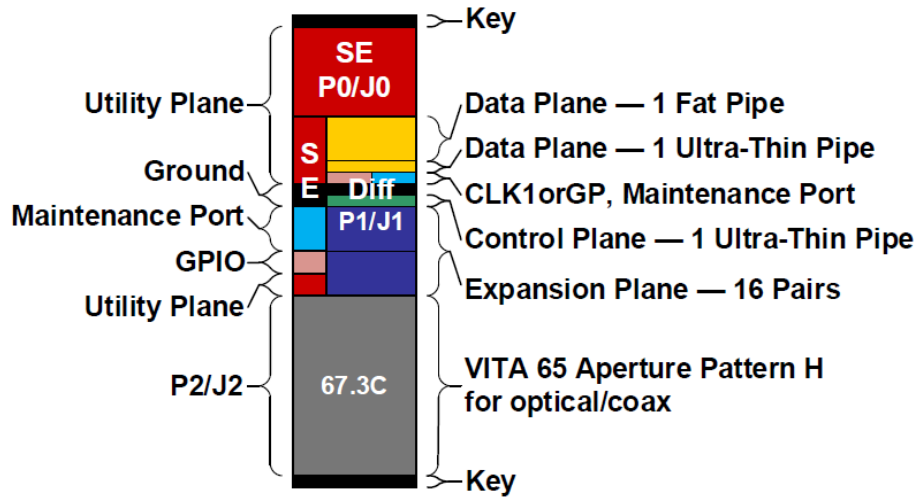 Key
SE
P0/J0
Utility Plane
Data Plane — 1 Fat Pipe
S
E
Data Plane — 1 Ultra-Thin Pipe
Ground
CLK1orGP, Maintenance Port
Diff
P1/J1
Maintenance Port
Control Plane — 1 Ultra-Thin Pipe
GPIO
Expansion Plane — 16 Pairs
Utility Plane
P2/J2
67.3C
VITA 65 Aperture Pattern H
for optical/coax
Key